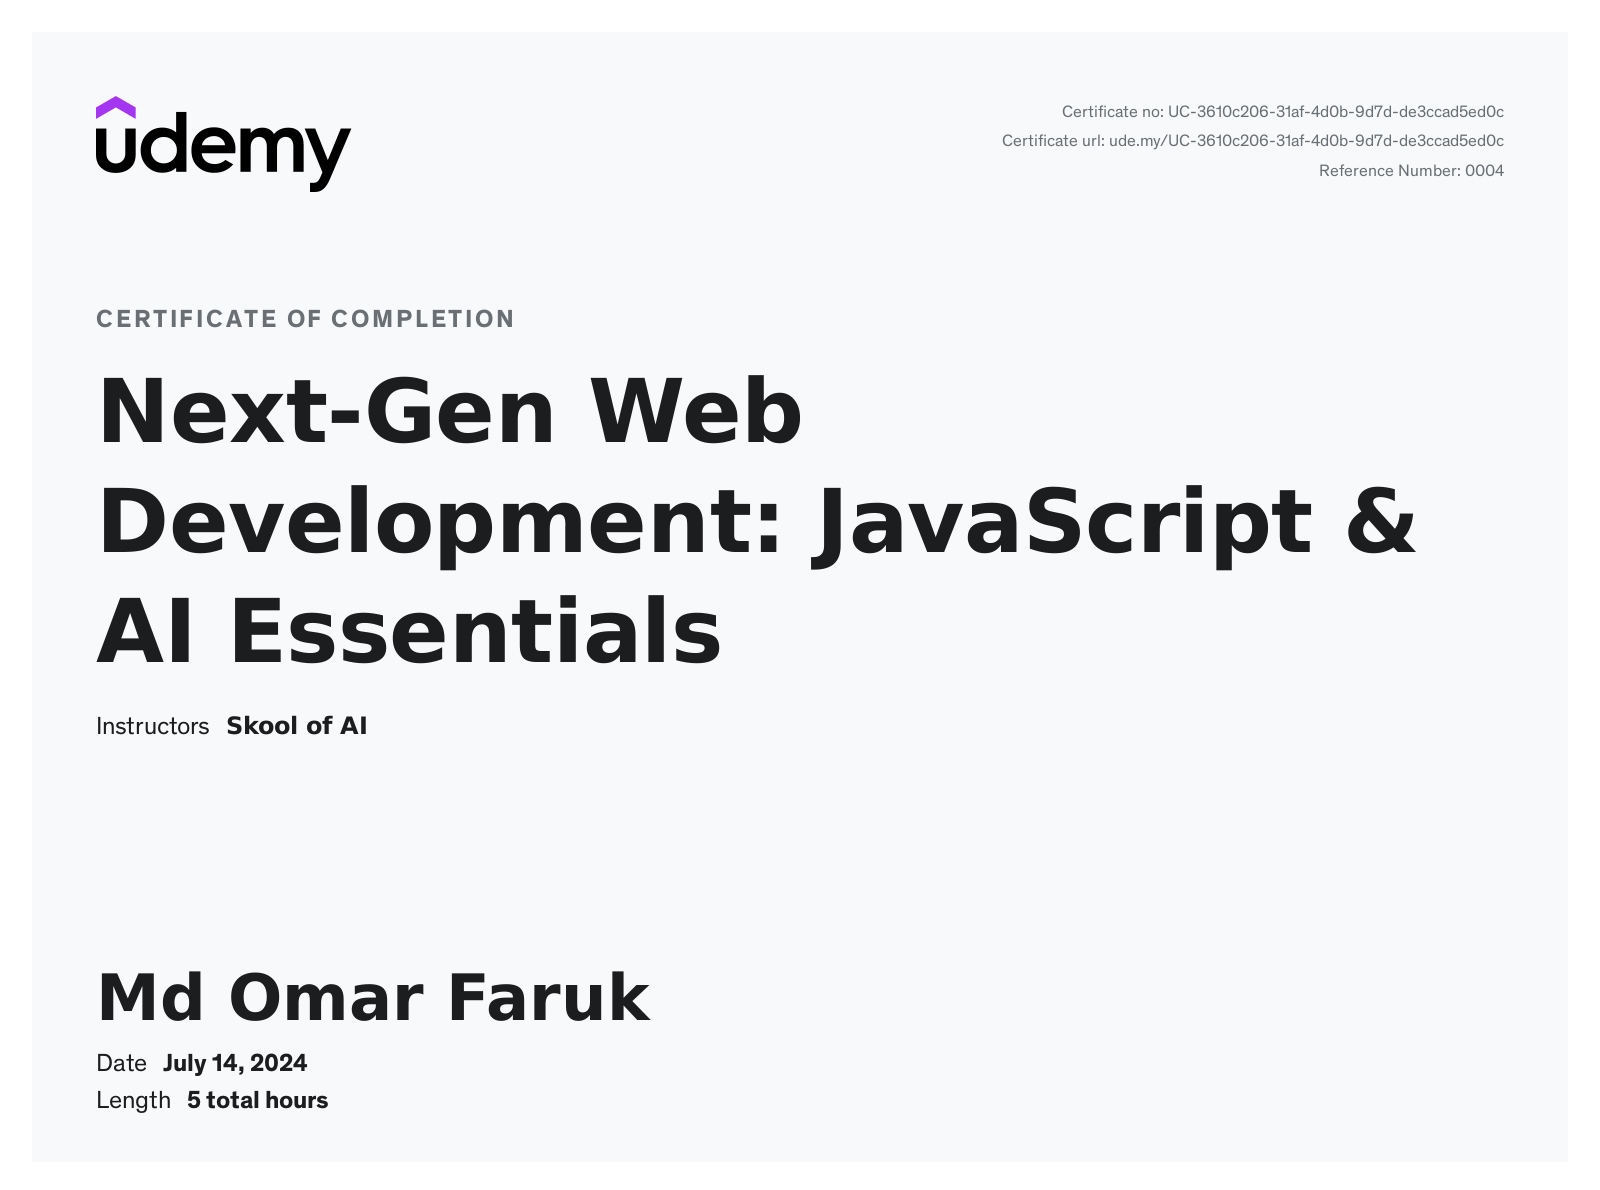 udemy
Certificate no: UC-3610c206-31af-4d0b-9d7d-de3ccad5ed0c
Certificate url: ude.my/UC-3610c206-31af-4d0b-9d7d-de3ccad5ed0c
Reference Number: 0004
CERTIFICATE OF COMPLETION
Next-Gen Web
Development: JavaScript &
AI Essentials
Instructors Skool of AI
Md Omar Faruk
Date July 14, 2024
Length 5 total hours